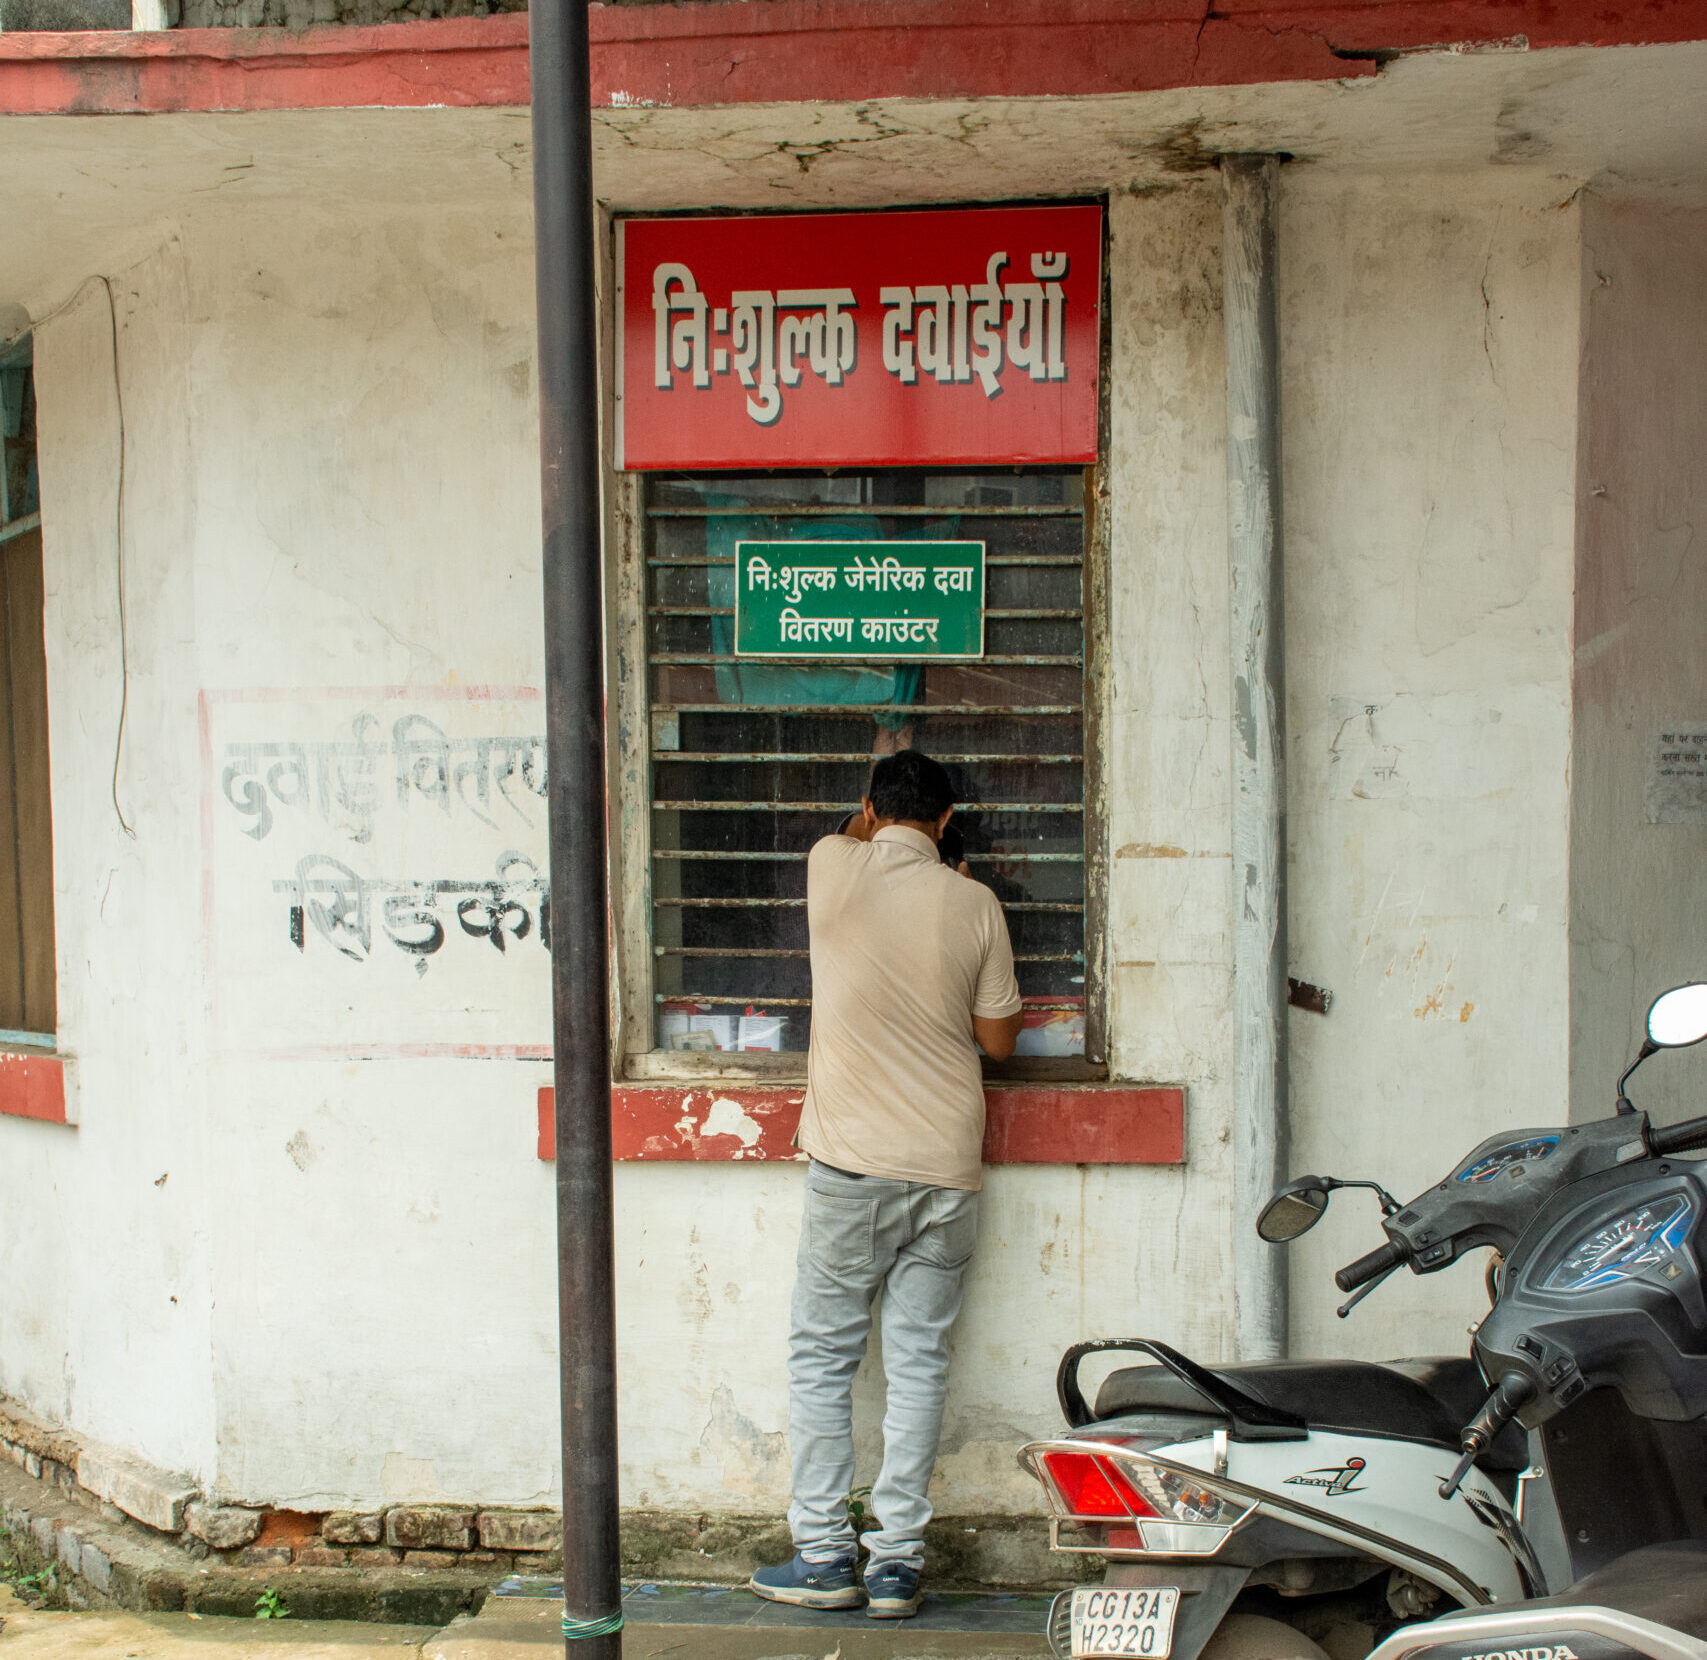 निःशुल्क दवाईयाँ
निःशुल्क जेनेरिक दवा
वितरण काउंटर
दवाई वितरण
खिड़की
Activa i
CG13A
H2320
HONDA